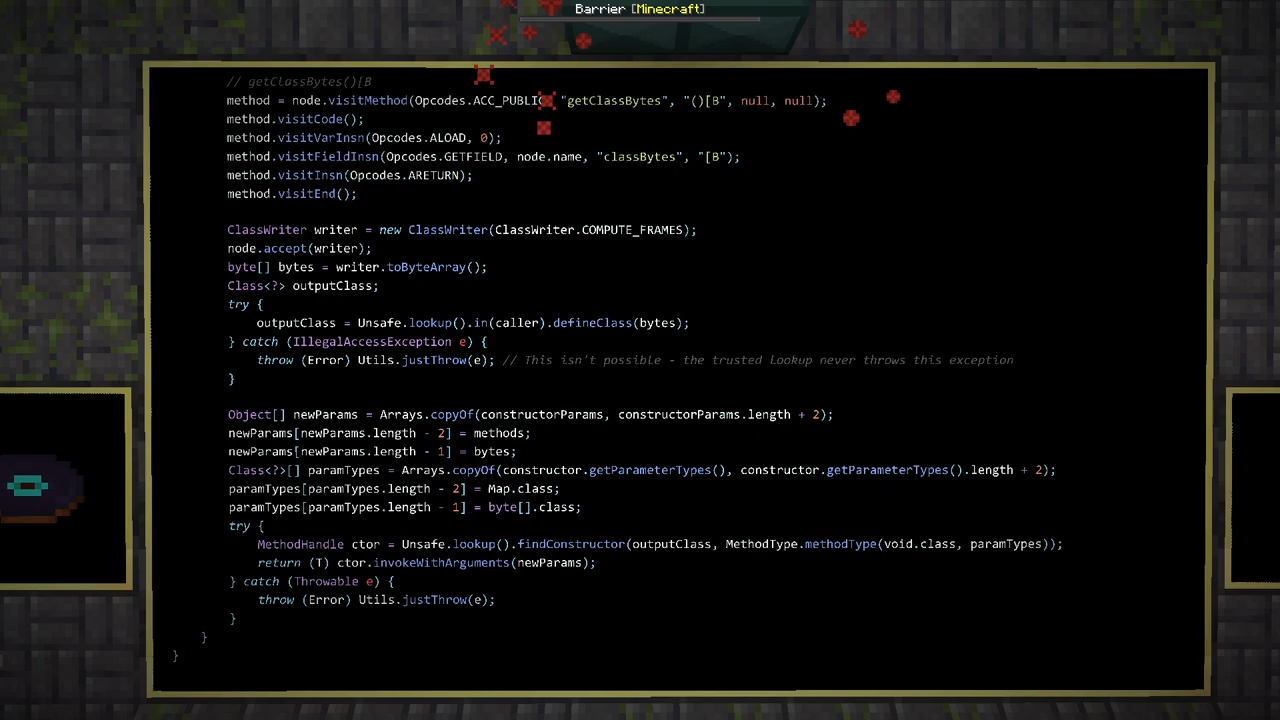 Barrier [Minecraft]
// getClassBytes()[B
method = node.visitMethod(Opcodes.ACC_PUBLIC "getClassBytes", "()[B", null, null);
method.visitCode();
method.visitVarInsn(Opcodes.ALOAD, 0);
method.visitFieldInsn(Opcodes.GETFIELD, node.name, "classBytes", "[B");
method.visitInsn(Opcodes.ARETURN);
method.visitEnd();
ClassWriter writer = new ClassWriter(ClassWriter.COMPUTE_FRAMES);
node.accept(writer);
byte[] bytes = writer.toByteArray();
Class<?> outputClass;
try {
outputClass = Unsafe.lookup().in(caller).defineClass(bytes);
} catch (IllegalAccessException e) {
throw (Error) Utils.justThrow(e); // This isn't possible - the trusted Lookup never throws this exception
}
Object[] newParams = Arrays.copyOf(constructorParams, constructorParams.length + 2);
newParams[newParams.length - 2] = methods;
newParams[newParams.length - 1] = bytes;
Class<?>[] paramTypes = Arrays.copyOf(constructor.getParameterTypes(), constructor.getParameterTypes().length + 2);
paramTypes[paramTypes.length - 2] = Map.class;
paramTypes[paramTypes.length - 1] = byte[].class;
try {
MethodHandle ctor = Unsafe.lookup().findConstructor(outputClass, MethodType.methodType(void.class, paramTypes));
return (T) ctor.invokeWithArguments(newParams);
} catch (Throwable e) {
throw (Error) Utils.justThrow(e);
}
}
}